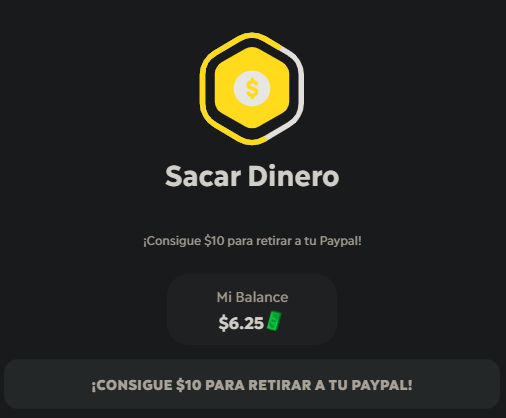 $
Sacar Dinero
¡Consigue $10 para retirar a tu Paypal!
Mi Balance
$6.25
¡CONSIGUE $10 PARA RETIRAR A TU PAYPAL!